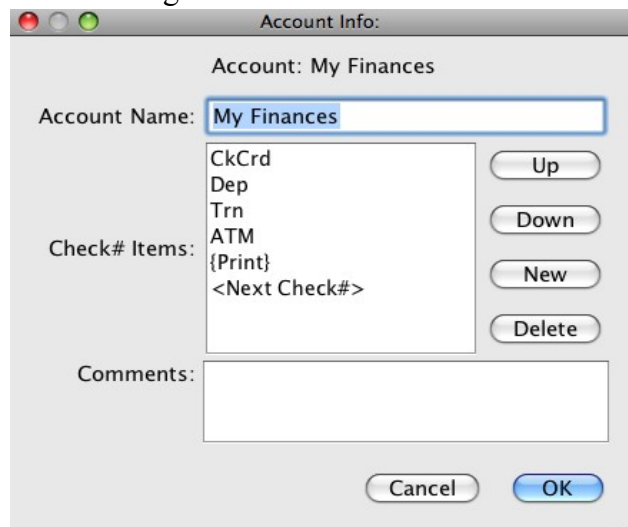 Account Info:
Account: My Finances
Account Name: My Finances
Check# Items:
CkCrd
Dep
Trn
ATM
{Print}
<Next Check#>
Up
Down
New
Delete
Comments:
Cancel OK